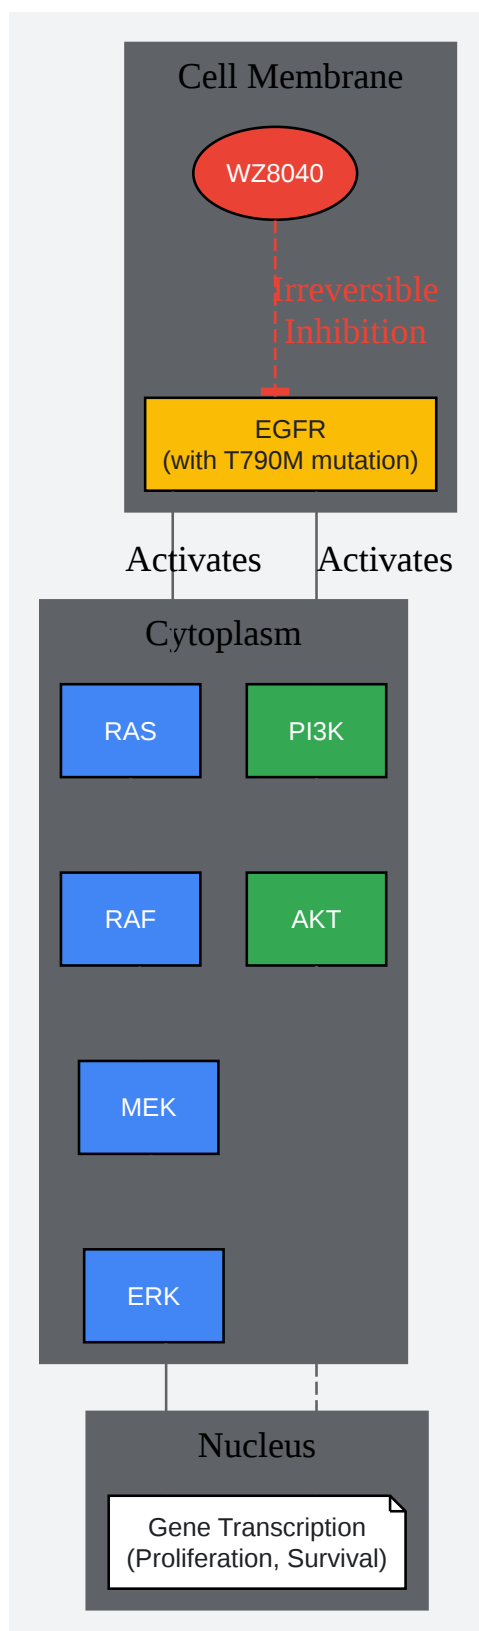 Cell Membrane
WZ8040
Irreversible
Inhibition
EGFR
(with T790M mutation)
Activates
Activates
Cytoplasm
RAS
PI3K
RAF
AKT
MEK
ERK
Nucleus
Gene Transcription
(Proliferation, Survival)